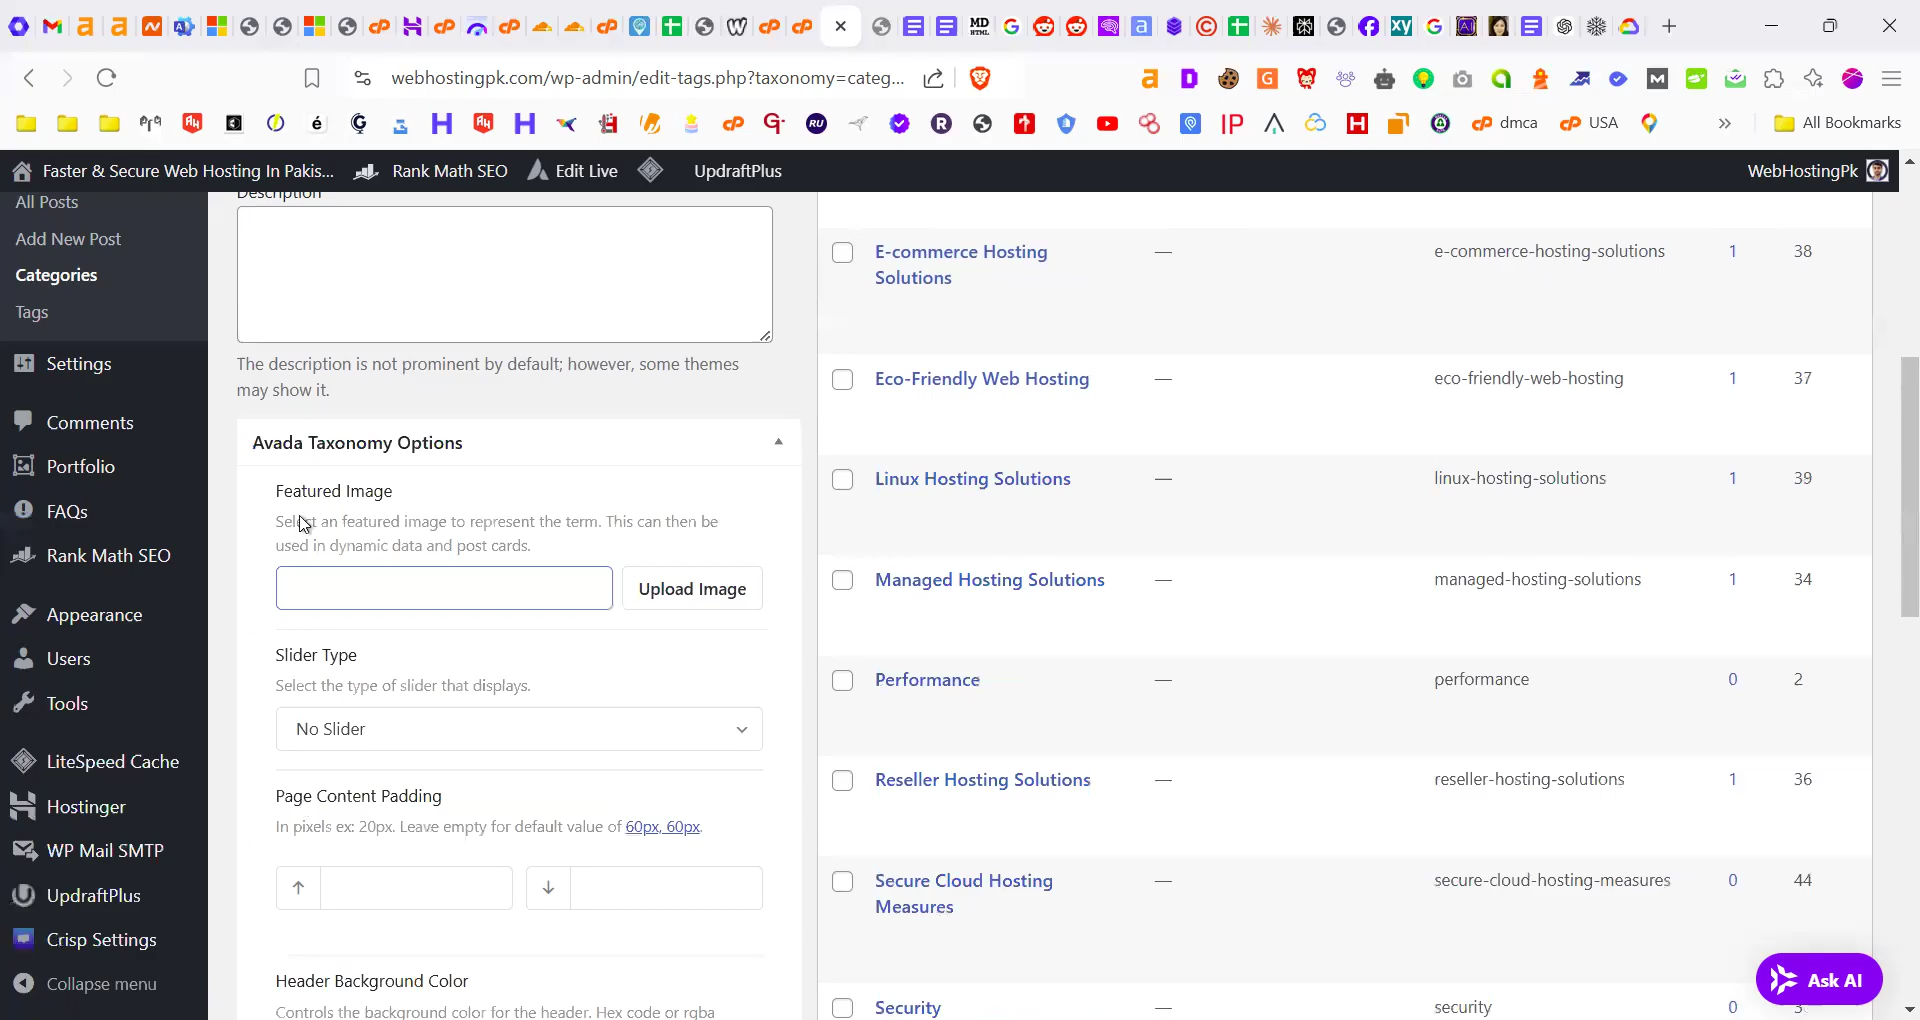 webhostingpk.com/wp-admin/edit-tags.php?taxonomy=categ...
dmca
USA
All Bookmarks
Faster & Secure Web Hosting In Pakis...
Rank Math SEO
Edit Live
UpdraftPlus
WebHostingPk
All Posts
Add New Post
Categories
Tags
Settings
Comments
Portfolio
FAQs
Rank Math SEO
Appearance
Users
Tools
LiteSpeed Cache
Hostinger
WP Mail SMTP
UpdraftPlus
Crisp Settings
Collapse menu
Description
The description is not prominent by default; however, some themes
may show it.
Avada Taxonomy Options
Featured Image
Select an featured image to represent the term. This can then be
used in dynamic data and post cards.
Upload Image
Slider Type
Select the type of slider that displays.
No Slider
Page Content Padding
In pixels ex: 20px. Leave empty for default value of 60px, 60px.
Header Background Color
Controls the background color for the header. Hex code or rgba
E-commerce Hosting
Solutions
— e-commerce-hosting-solutions 1 38
Eco-Friendly Web Hosting — eco-friendly-web-hosting 1 37
Linux Hosting Solutions — linux-hosting-solutions 1 39
Managed Hosting Solutions — managed-hosting-solutions 1 34
Performance — performance 0 2
Reseller Hosting Solutions — reseller-hosting-solutions 1 36
Secure Cloud Hosting
Measures
— secure-cloud-hosting-measures 0 44
Security — security 0 3
Ask AI